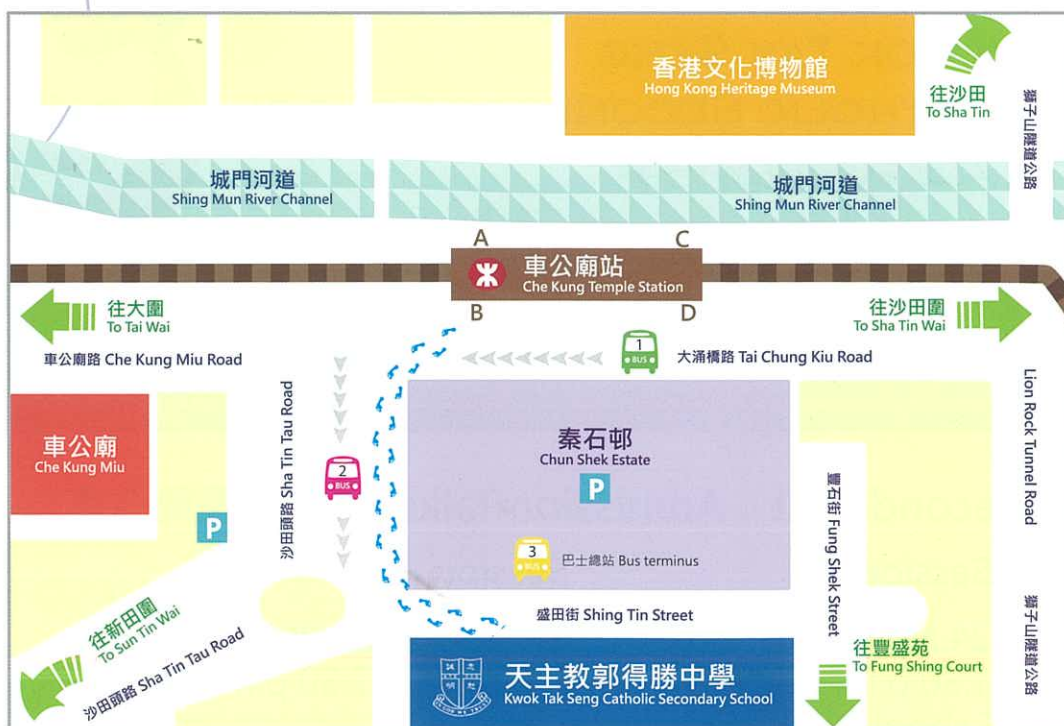 香港文化博物館
Hong Kong Heritage Museum
往沙田
To Sha Tin
獅子山隧道公路
城門河道
Shing Mun River Channel
城門河道
Shing Mun River Channel
A
C
車公廟站
Che Kung Temple Station
B
D
往大圍
To Tai Wai
往沙田圍
To Sha Tin Wai
車公廟路 Che Kung Miu Road
1
BUS
大涌橋路 Tai Chung Kiu Road
Lion Rock Tunnel Road
車公廟
Che Kung Miu
沙田頭路 Sha Tin Tau Road
2
BUS
秦石邨
Chun Shek Estate
P
P
豐石街 Fung Shek Street
3
BUS
巴士總站 Bus terminus
盛田街 Shing Tin Street
獅子山隧道公路
往新田圍
To Sun Tin Wai
沙田頭路 Sha Tin Tau Road
天主教郭得勝中學
Kwok Tak Seng Catholic Secondary School
往豐盛苑
To Fung Shing Court